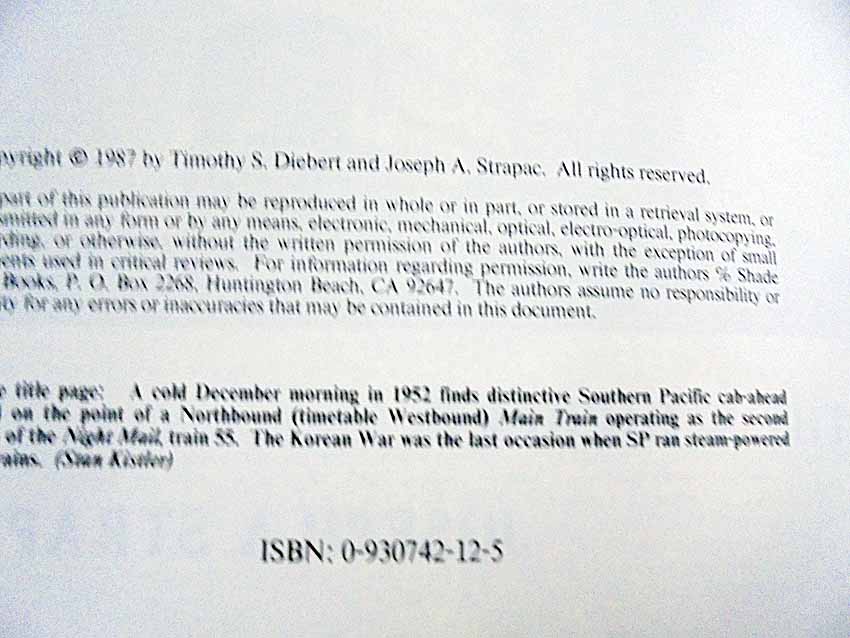 pyright © 1987 by Timothy S. Diebert and Joseph A. Strapac. All rights reserved.
part of this publication may be reproduced in whole or in part, or stored in a retrieval system, or
smitted in any form or by any means, electronic, mechanical, optical, electro-optical, photocopying,
rding, or otherwise, without the written permission of the authors, with the exception of small
ents used in critical reviews. For information regarding permission, write the authors % Shade
Books, P. O. Box 2268, Huntington Beach, CA 92647. The authors assume no responsibility or
ity for any errors or inaccuracies that may be contained in this document.
e title page: A cold December morning in 1952 finds distinctive Southern Pacific cab-ahead
on the point of a Northbound (timetable Westbound) Main Train operating as the second
of the Night Mail, train 55. The Korean War was the last occasion when SP ran steam-powered
ains. (Stan Kistler)
ISBN: 0-930742-12-5